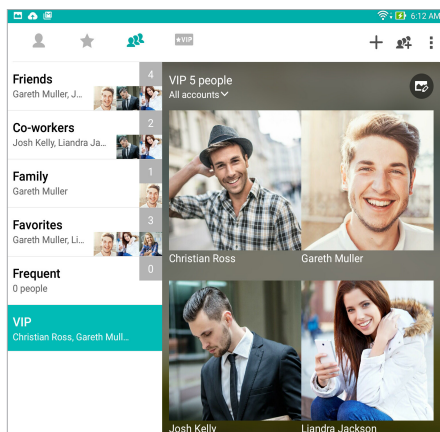 6:12 AM
VIP
Friends
4
Gareth Muller, J...
Co-workers
2
Josh Kelly, Liandra Ja...
Family
1
Gareth Muller
Favorites
3
Gareth Muller, Li...
Frequent
0
0 people
VIP
Christian Ross, Gareth Mull...
VIP 5 people
All accounts
Christian Ross
Gareth Muller
Josh Kelly
Liandra Jackson